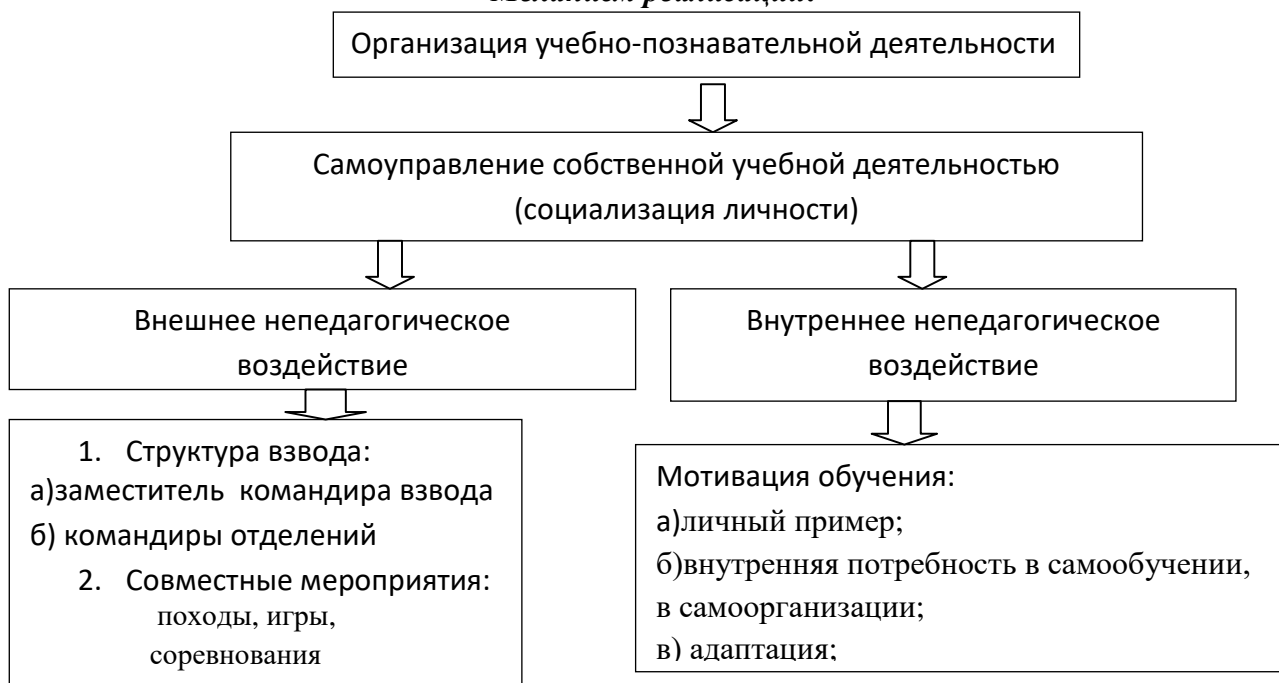 Механизм реализации:
Организация учебно-познавательной деятельности
Самоуправление собственной учебной деятельностью
(социализация личности)
Внешнее непедагогическое
воздействие
Внутреннее непедагогическое
воздействие
1. Структура взвода:
а)заместитель командира взвода
б) командиры отделений
2. Совместные мероприятия:
походы, игры,
соревнования
Мотивация обучения:
а)личный пример;
б)внутренняя потребность в самообучении,
в самоорганизации;
в) адаптация;